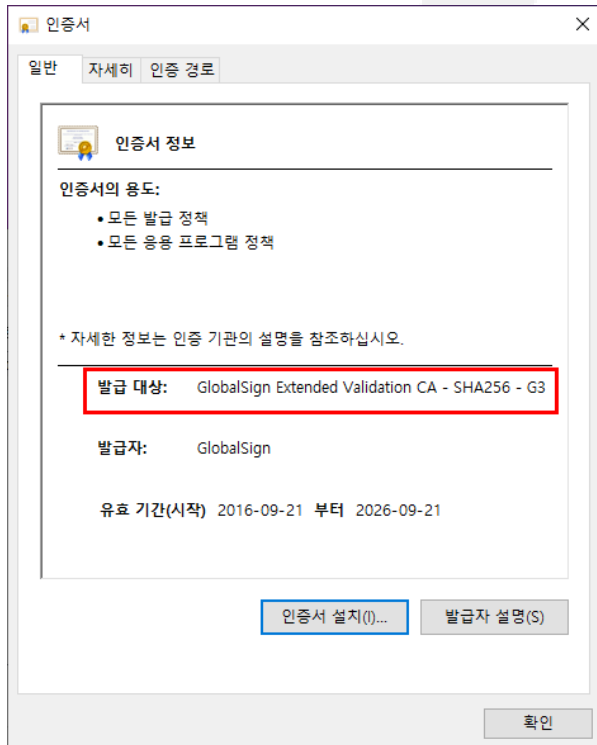 인증서
일반 자세히 인증 경로
인증서 정보
인증서의 용도:
• 모든 발급 정책
• 모든 응용 프로그램 정책
* 자세한 정보는 인증 기관의 설명을 참조하십시오.
발급 대상: GlobalSign Extended Validation CA - SHA256 - G3
발급자: GlobalSign
유효 기간(시작) 2016-09-21 부터 2026-09-21
인증서 설치(I)... 발급자 설명(S)
확인